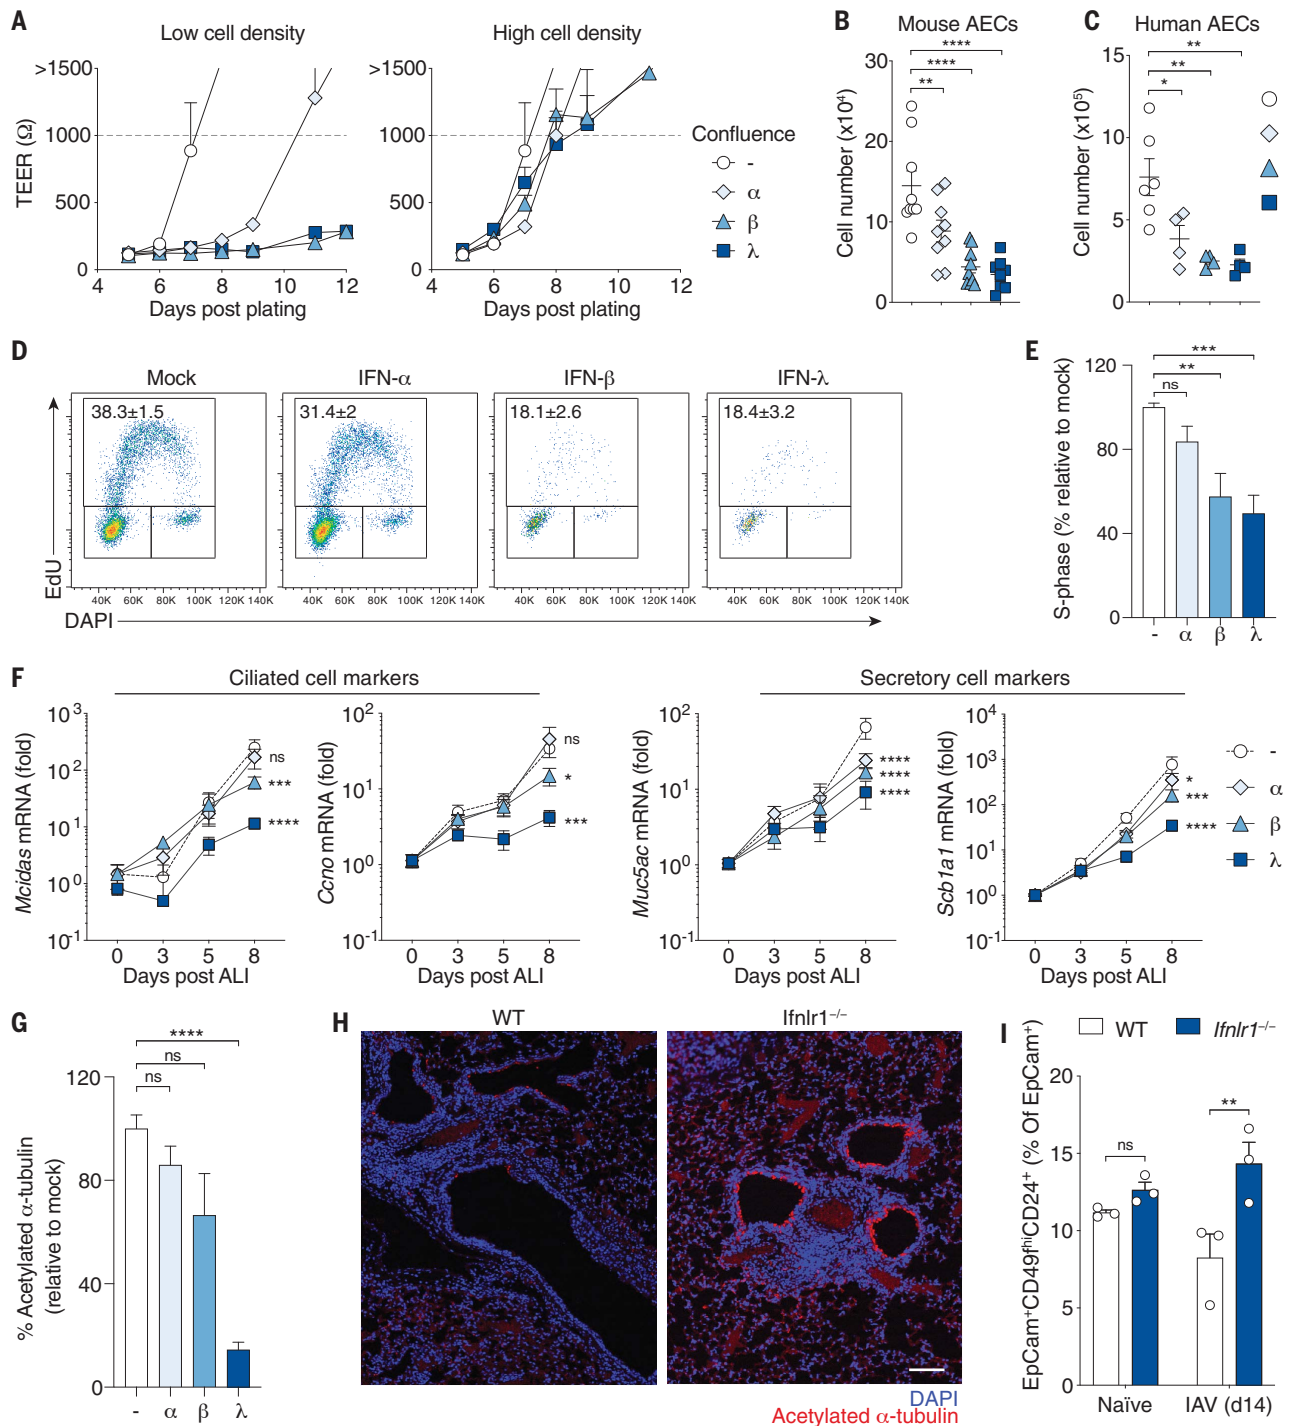 A
Low cell density
High cell density
TEER (Ω)
>1500
1000
500
0
4 6 8 10 12
Days post plating
>1500
1000
500
0
4 6 8 10 12
Days post plating
Confluence
-
α
β
λ
B
Mouse AECs
Cell number (x10⁴)
30
20
10
0
****
****
**
C
Human AECs
Cell number (x10⁵)
15
10
5
0
**
**
*
D
Mock
IFN-α
IFN-β
IFN-λ
38.3±1.5
31.4±2
18.1±2.6
18.4±3.2
EdU
40K 60K 80K 100K 120K 140K
40K 60K 80K 100K 120K 140K
40K 60K 80K 100K 120K 140K
40K 60K 80K 100K 120K 140K
DAPI
E
S-phase (% relative to mock)
120
80
40
0
***
**
ns
- α β λ
F
Ciliated cell markers
Secretory cell markers
Mcidas mRNA (fold)
10³
10²
10¹
10⁰
10⁻¹
ns
***
****
0 3 5 8
Days post ALI
Ccno mRNA (fold)
10²
10¹
10⁰
10⁻¹
ns
*
***
0 3 5 8
Days post ALI
Muc5ac mRNA (fold)
10²
10¹
10⁰
10⁻¹
****
****
****
0 3 5 8
Days post ALI
Scb1a1 mRNA (fold)
10⁴
10³
10²
10¹
10⁰
10⁻¹
*
***
****
0 3 5 8
Days post ALI
-
α
β
λ
G
% Acetylated α-tubulin
(relative to mock)
120
80
40
0
****
ns
ns
- α β λ
H
WT
Ifnlr1⁻/⁻
DAPI
Acetylated α-tubulin
I
WT
Ifnlr1⁻/⁻
EpCam⁺CD49fʰⁱCD24⁺ (% Of EpCam⁺)
20
15
10
5
0
ns
**
Naïve
IAV (d14)